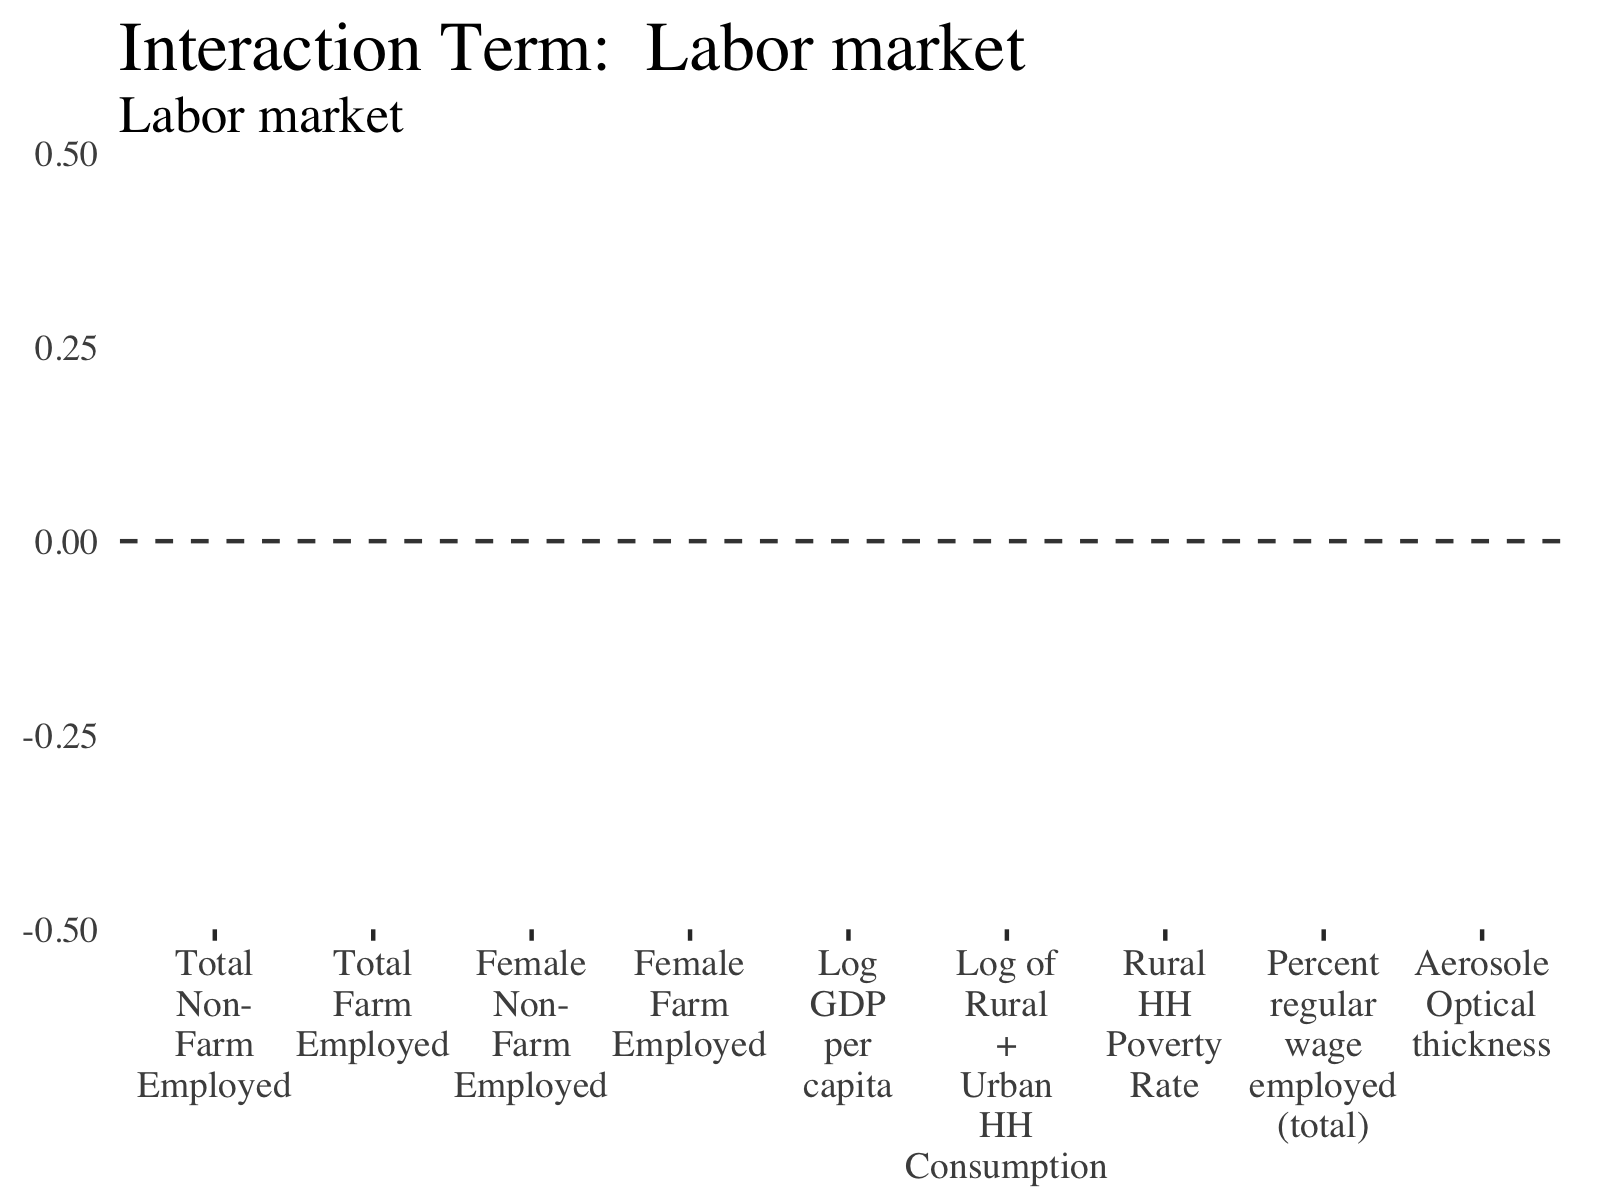 Interaction Term:  Labor market
Labor market
0.50
0.25
0.00
-0.25
-0.50
Total
Non-
Farm
Employed
Total
Farm
Employed
Female
Non-
Farm
Employed
Female
Farm
Employed
Log
GDP
per
capita
Log of
Rural
+
Urban
HH
Consumption
Rural
HH
Poverty
Rate
Percent
regular
wage
employed
(total)
Aerosole
Optical
thickness